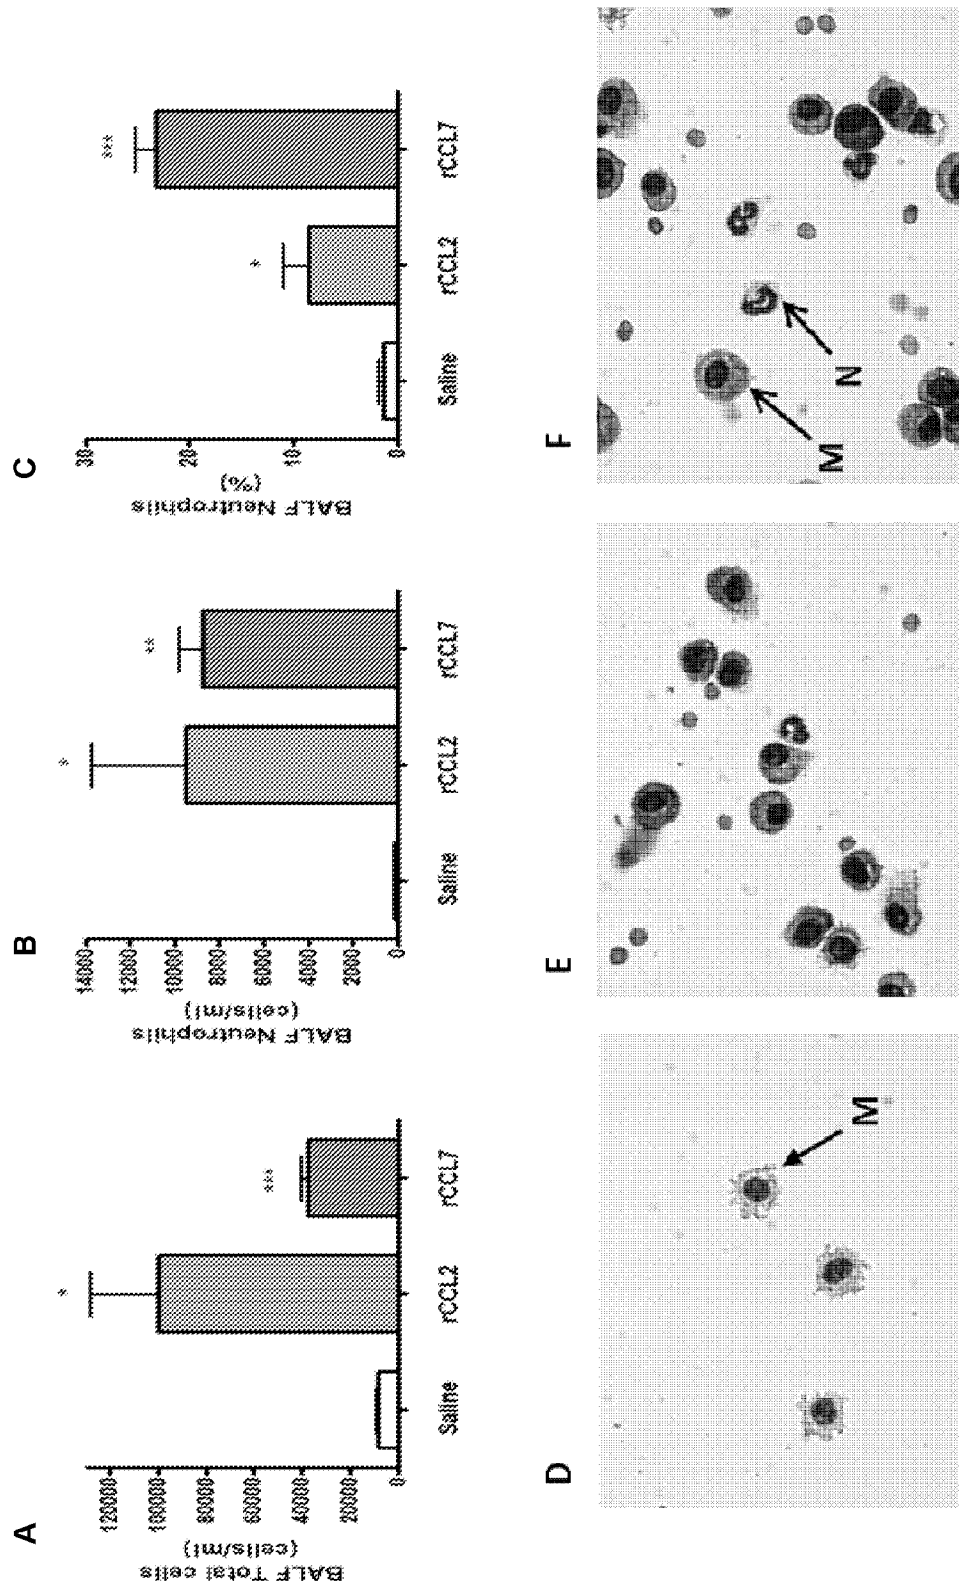 A
BALF Total cells
(cells/ml)
120000
100000
80000
60000
40000
20000
0
*
***
Saline
rCCL2
rCCL7
B
BALF Neutrophils
(cells/ml)
14000
12000
10000
8000
6000
4000
2000
0
*
**
Saline
rCCL2
rCCL7
C
BALF Neutrophils
(%)
30
20
10
0
*
***
Saline
rCCL2
rCCL7
D
M
E
F
M
N